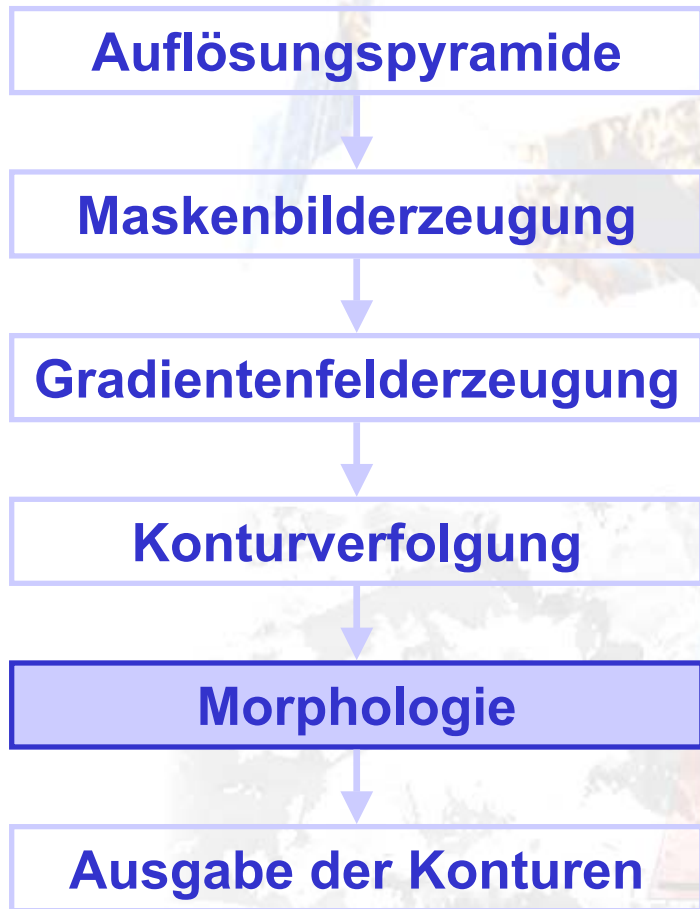 Auflösungspyramide
Maskenbilderzeugung
Gradientenfelderzeugung
Konturverfolgung
Morphologie
Ausgabe der Konturen